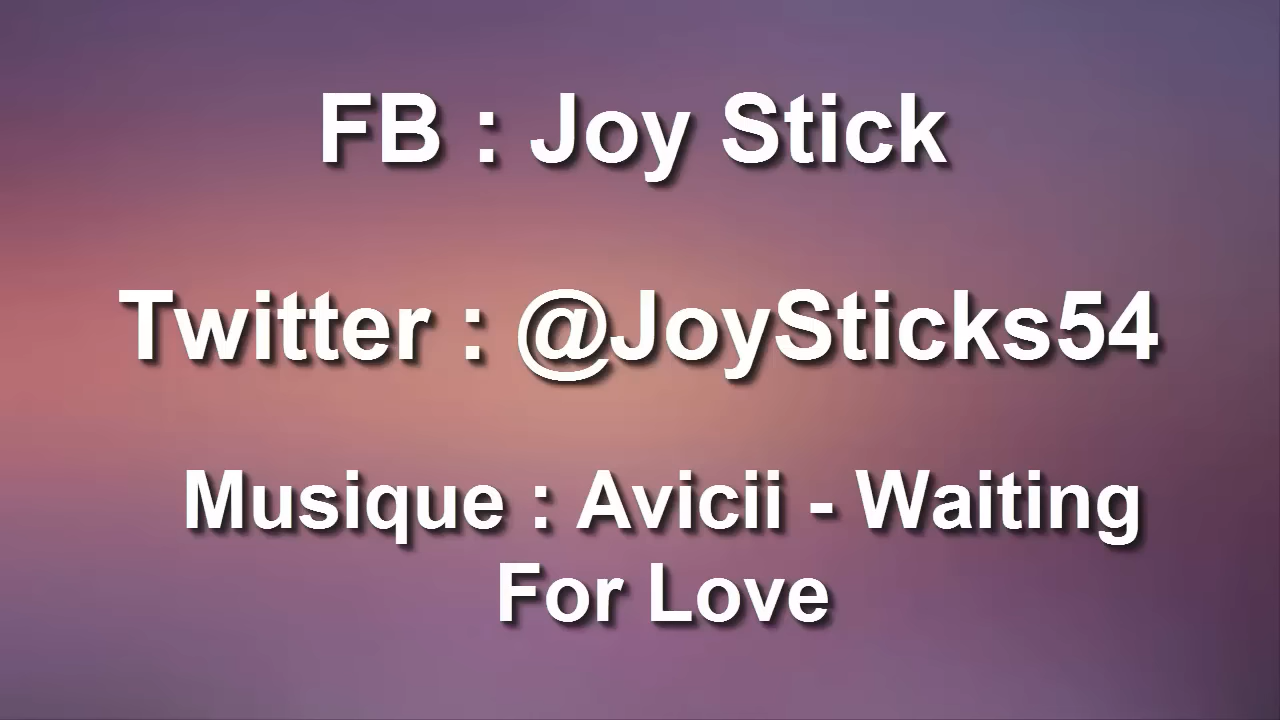 FB : Joy Stick
Twitter : @JoySticks54
Musique : Avicii - Waiting
For Love